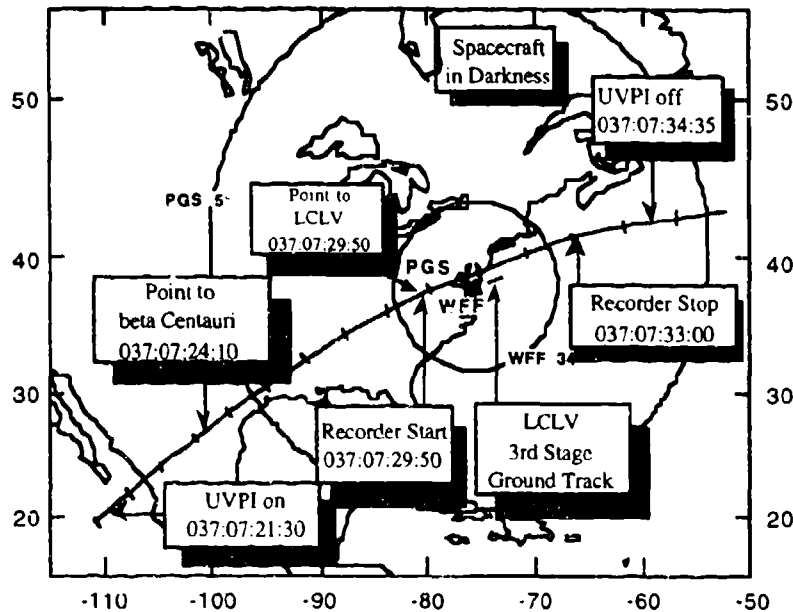 Spacecraft
in Darkness
UVPI off
037:07:34:35
50
50
PGS 5
Point to
LCLV
037:07:29:50
40
40
PGS
WFF
Point to
beta Centauri
037:07:24:10
Recorder Stop
037:07:33:00
WFF 34
30
30
Recorder Start
037:07:29:50
LCLV
3rd Stage
Ground Track
UVPI on
037:07:21:30
20
20
-110
-100
-90
-80
-70
-60
-50